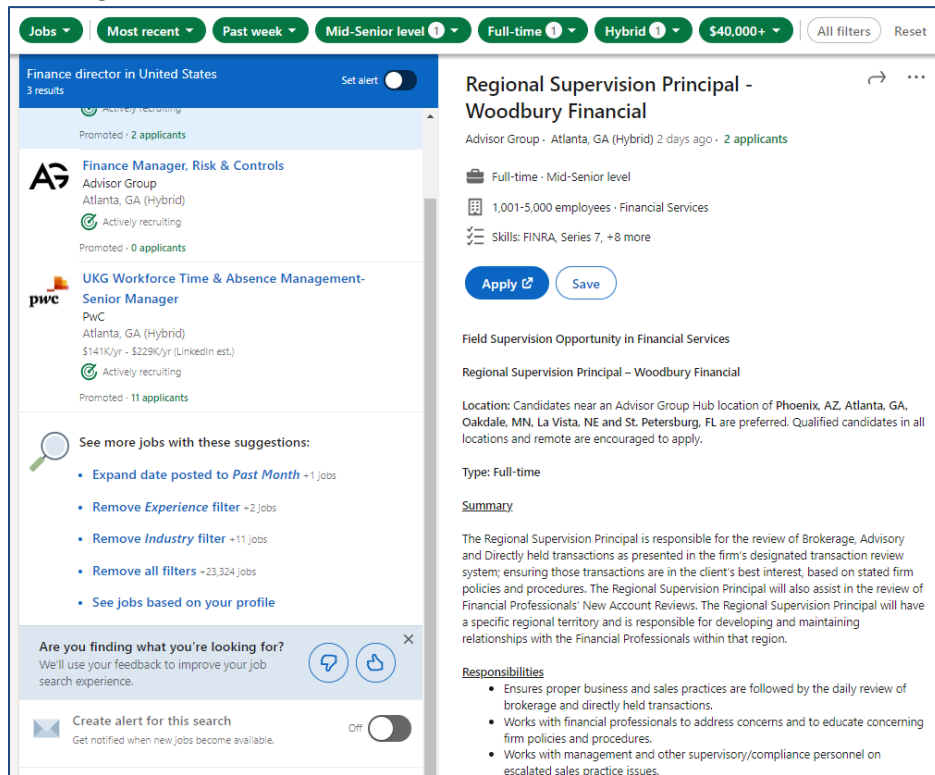 Jobs
Most recent
Past week
Mid-Senior level 1
Full-time 1
Hybrid 1
$40,000+
All filters
Reset
Finance director in United States
3 results
Set alert
Actively recruiting
Promoted · 2 applicants
AG
Finance Manager, Risk & Controls
Advisor Group
Atlanta, GA (Hybrid)
Actively recruiting
Promoted · 0 applicants
pwc
UKG Workforce Time & Absence Management-
Senior Manager
PwC
Atlanta, GA (Hybrid)
$141K/yr - $229K/yr (LinkedIn est.)
Actively recruiting
Promoted · 11 applicants
See more jobs with these suggestions:
• Expand date posted to Past Month +1 jobs
• Remove Experience filter +2 jobs
• Remove Industry filter +11 jobs
• Remove all filters +23,324 jobs
• See jobs based on your profile
Are you finding what you're looking for?
We'll use your feedback to improve your job
search experience.
Create alert for this search
Get notified when new jobs become available.
Off
Regional Supervision Principal -
Woodbury Financial
Advisor Group · Atlanta, GA (Hybrid) 2 days ago · 2 applicants
Full-time · Mid-Senior level
1,001-5,000 employees · Financial Services
Skills: FINRA, Series 7, +8 more
Apply
Save
Field Supervision Opportunity in Financial Services
Regional Supervision Principal – Woodbury Financial
Location: Candidates near an Advisor Group Hub location of Phoenix, AZ, Atlanta, GA,
Oakdale, MN, La Vista, NE and St. Petersburg, FL are preferred. Qualified candidates in all
locations and remote are encouraged to apply.
Type: Full-time
Summary
The Regional Supervision Principal is responsible for the review of Brokerage, Advisory
and Directly held transactions as presented in the firm's designated transaction review
system; ensuring those transactions are in the client's best interest, based on stated firm
policies and procedures. The Regional Supervision Principal will also assist in the review of
Financial Professionals' New Account Reviews. The Regional Supervision Principal will have
a specific regional territory and is responsible for developing and maintaining
relationships with the Financial Professionals within that region.
Responsibilities
• Ensures proper business and sales practices are followed by the daily review of
brokerage and directly held transactions.
• Works with financial professionals to address concerns and to educate concerning
firm policies and procedures.
• Works with management and other supervisory/compliance personnel on
escalated sales practice issues.